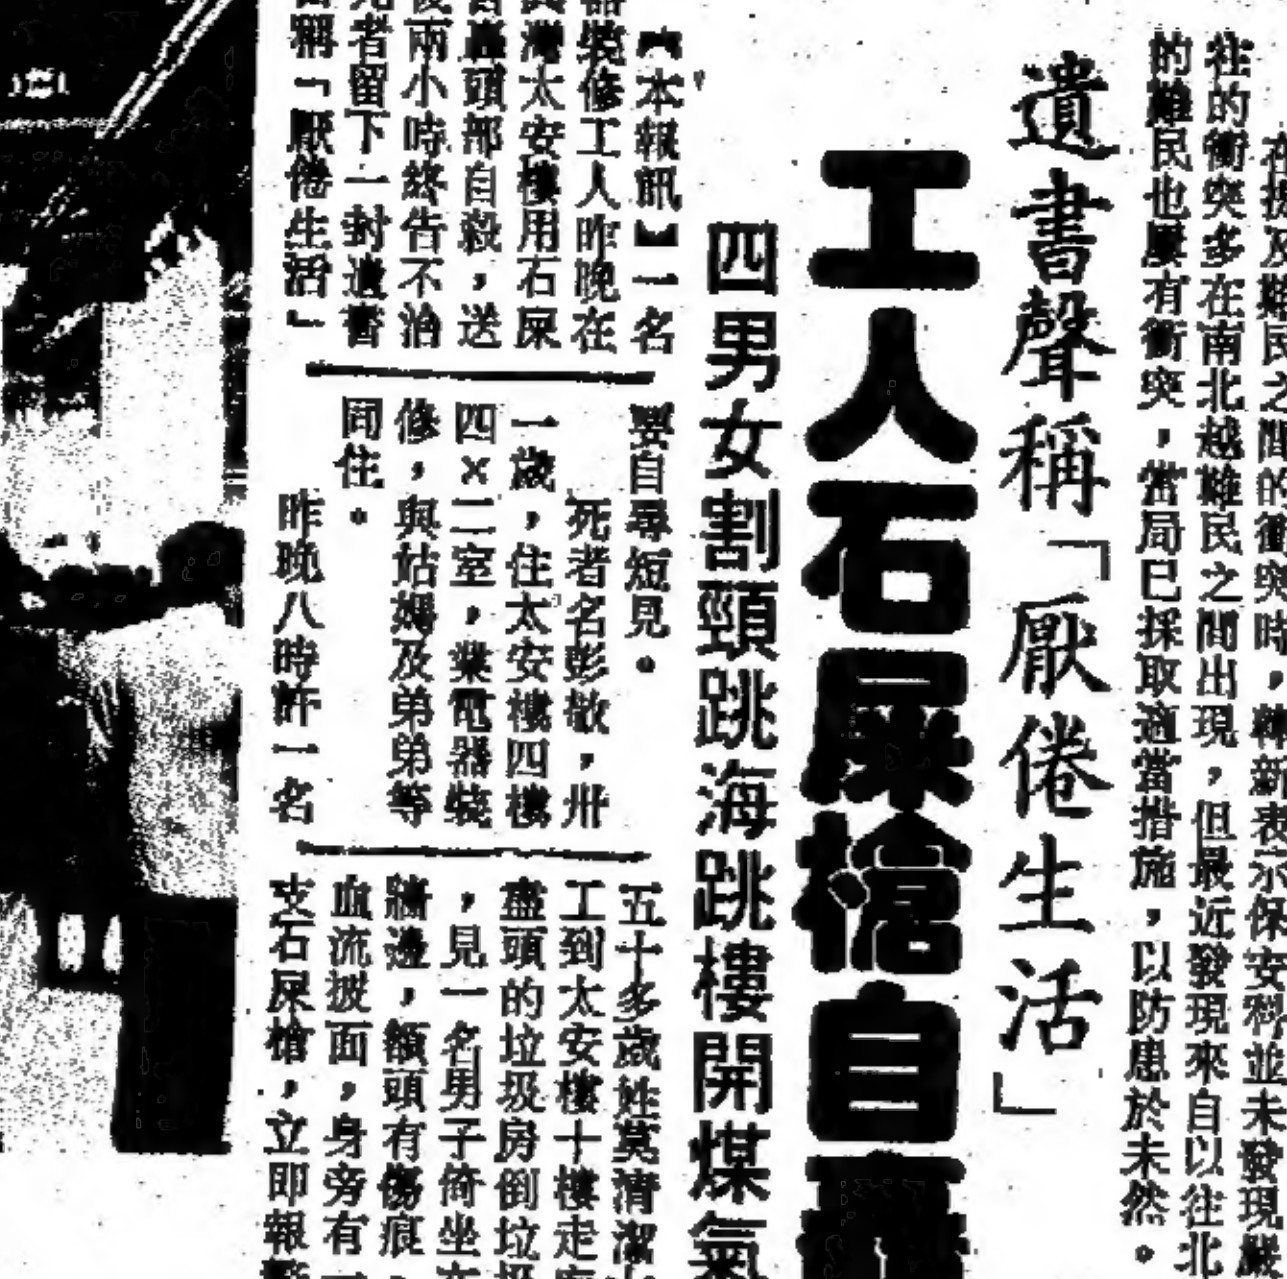 及難民之間的衝突時，韓新表示保安科並未發現嚴
往的衝突多在南北越難民之間出現，但最近發現來自以往北
的難民也屢有衝突，當局已採取適當措施，以防患於未然。
遺書聲稱「厭倦生活」
工人石屎槍自轟
四男女割頸跳海跳樓開煤氣
【本報訊】一名
器裝修工人昨晚在
灣太安樓用石屎
轟頭部自殺，送
後兩小時終告不治
死者留下一封遺書
稱「厭倦生活」
要自尋短見。
死者名彭敬，卅
一歲，住太安樓四樓
四×二室，業電器裝
修，與姑媽及弟弟等
同住。
昨晚八時許一名
五十多歲姓莫清潔
工到太安樓十樓走廊
盡頭的垃圾房倒垃圾
，見一名男子倚坐在
牆邊，額頭有傷痕，
血流披面，身旁有一
支石屎槍，立即報警